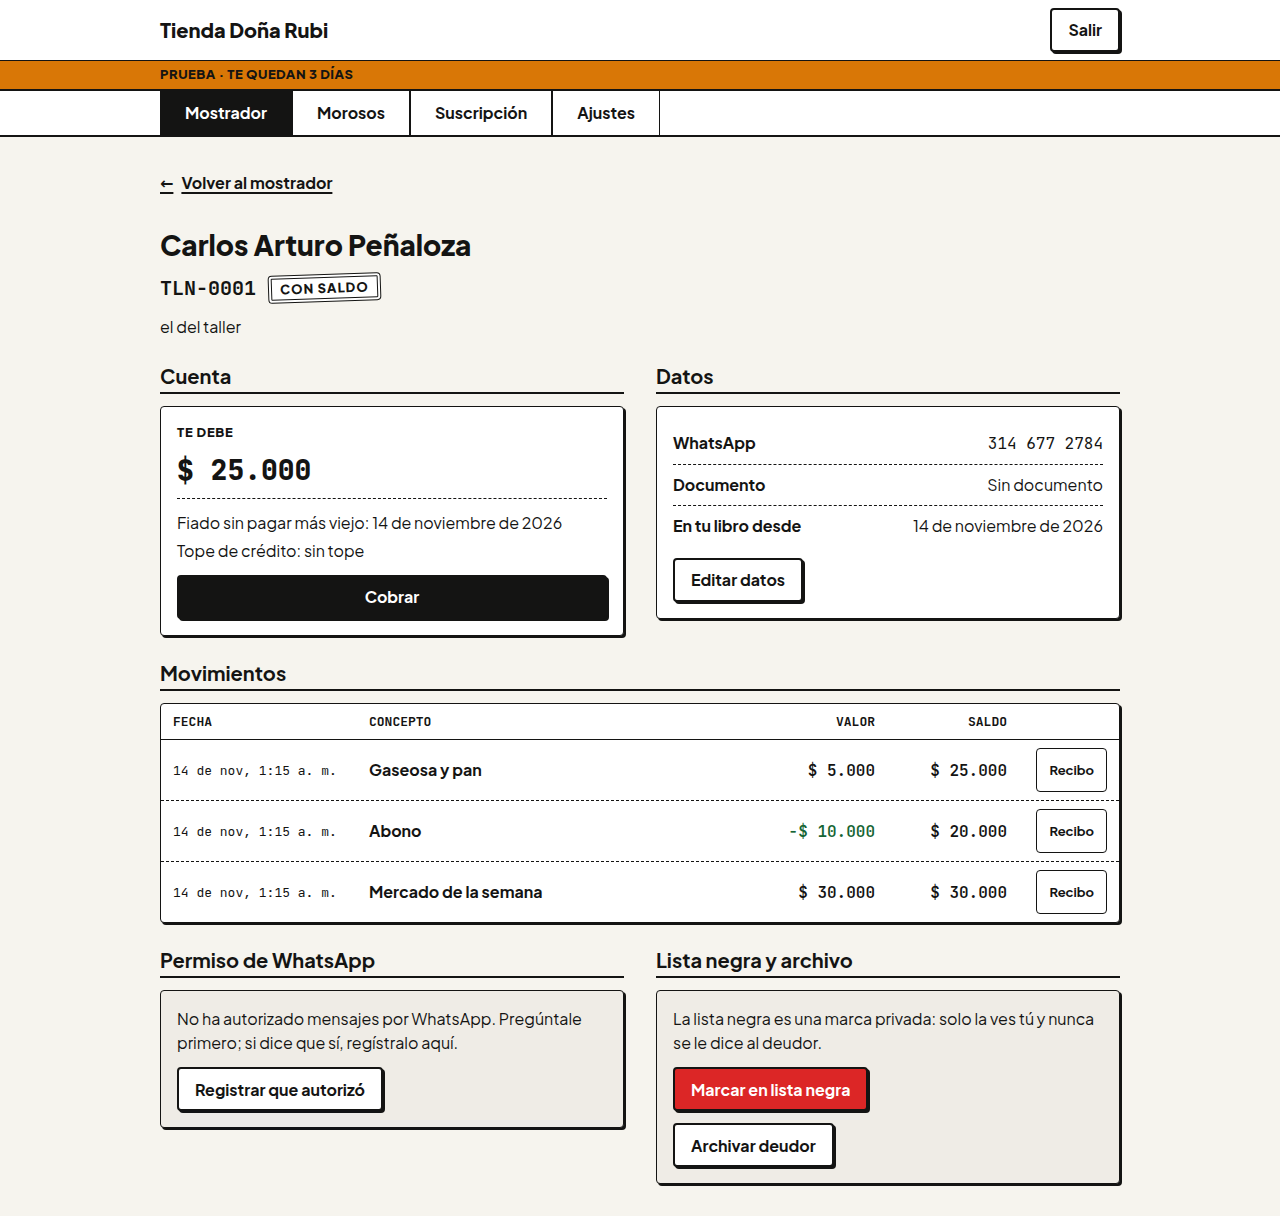 Tienda Doña Rubi
Salir
PRUEBA · TE QUEDAN 3 DÍAS
Mostrador
Morosos
Suscripción
Ajustes
← Volver al mostrador
Carlos Arturo Peñaloza
TLN-0001
CON SALDO
el del taller
Cuenta
TE DEBE
$ 25.000
Fiado sin pagar más viejo: 14 de noviembre de 2026
Tope de crédito: sin tope
Cobrar
Datos
WhatsApp 314 677 2784
Documento Sin documento
En tu libro desde 14 de noviembre de 2026
Editar datos
Movimientos
FECHA CONCEPTO VALOR SALDO
14 de nov, 1:15 a. m. Gaseosa y pan $ 5.000 $ 25.000 Recibo
14 de nov, 1:15 a. m. Abono -$ 10.000 $ 20.000 Recibo
14 de nov, 1:15 a. m. Mercado de la semana $ 30.000 $ 30.000 Recibo
Permiso de WhatsApp
No ha autorizado mensajes por WhatsApp. Pregúntale
primero; si dice que sí, regístralo aquí.
Registrar que autorizó
Lista negra y archivo
La lista negra es una marca privada: solo la ves tú y nunca
se le dice al deudor.
Marcar en lista negra
Archivar deudor